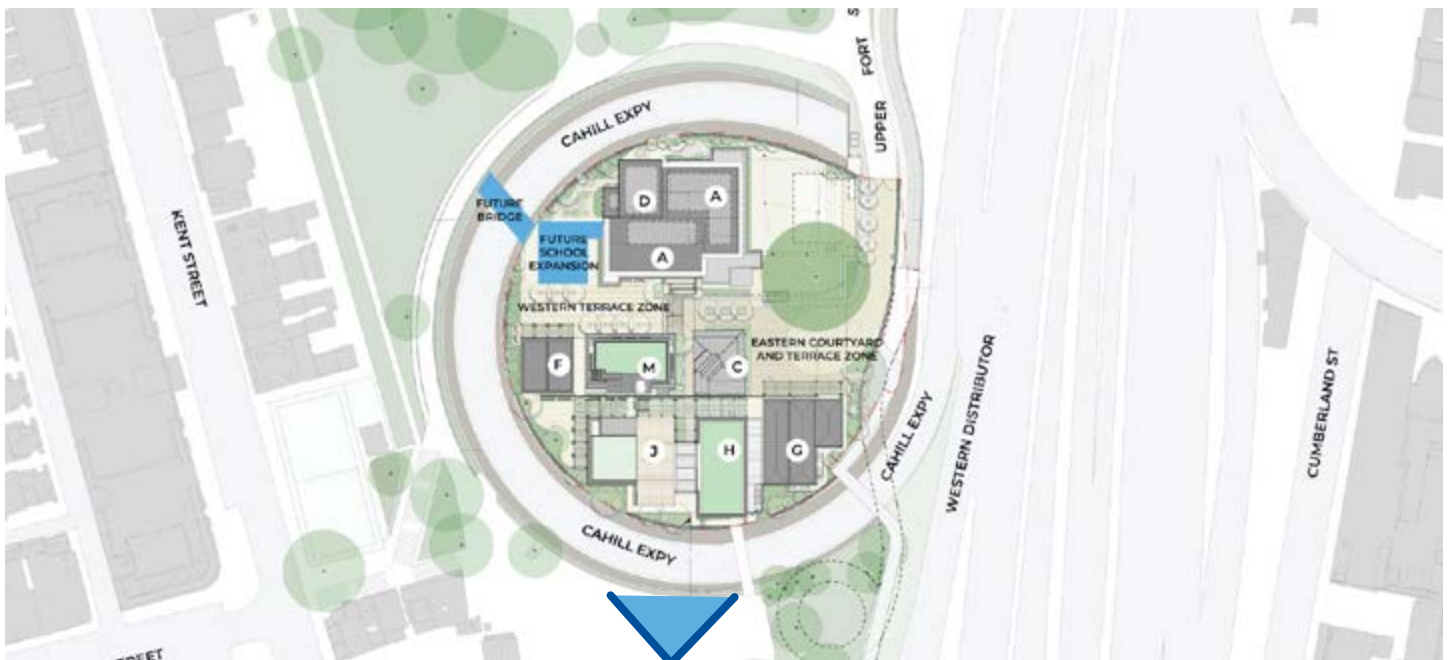 UPPER FORT S
CAHILL EXPY
KENT STREET
FUTURE
BRIDGE
D
A
FUTURE
SCHOOL
EXPANSION
A
WESTERN TERRACE ZONE
EASTERN COURTYARD
AND TERRACE ZONE
F
M
C
WESTERN DISTRIBUTOR
CUMBERLAND ST
CAHILL EXPY
J
H
G
CAHILL EXPY
STREET